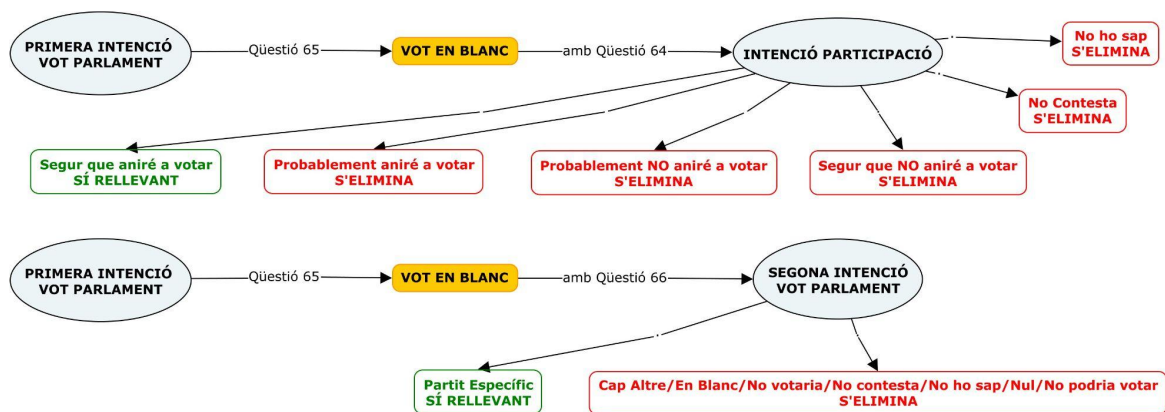 PRIMERA INTENCIÓ
VOT PARLAMENT
Qüestió 65
VOT EN BLANC
amb Qüestió 64
INTENCIÓ PARTICIPACIÓ
No ho sap
S'ELIMINA
No Contesta
S'ELIMINA
Segur que aniré a votar
SÍ RELLEVANT
Probablement aniré a votar
S'ELIMINA
Probablement NO aniré a votar
S'ELIMINA
Segur que NO aniré a votar
S'ELIMINA
PRIMERA INTENCIÓ
VOT PARLAMENT
Qüestió 65
VOT EN BLANC
amb Qüestió 66
SEGONA INTENCIÓ
VOT PARLAMENT
Partit Específic
SÍ RELLEVANT
Cap Altre/En Blanc/No votaria/No contesta/No ho sap/Nul/No podria votar
S'ELIMINA